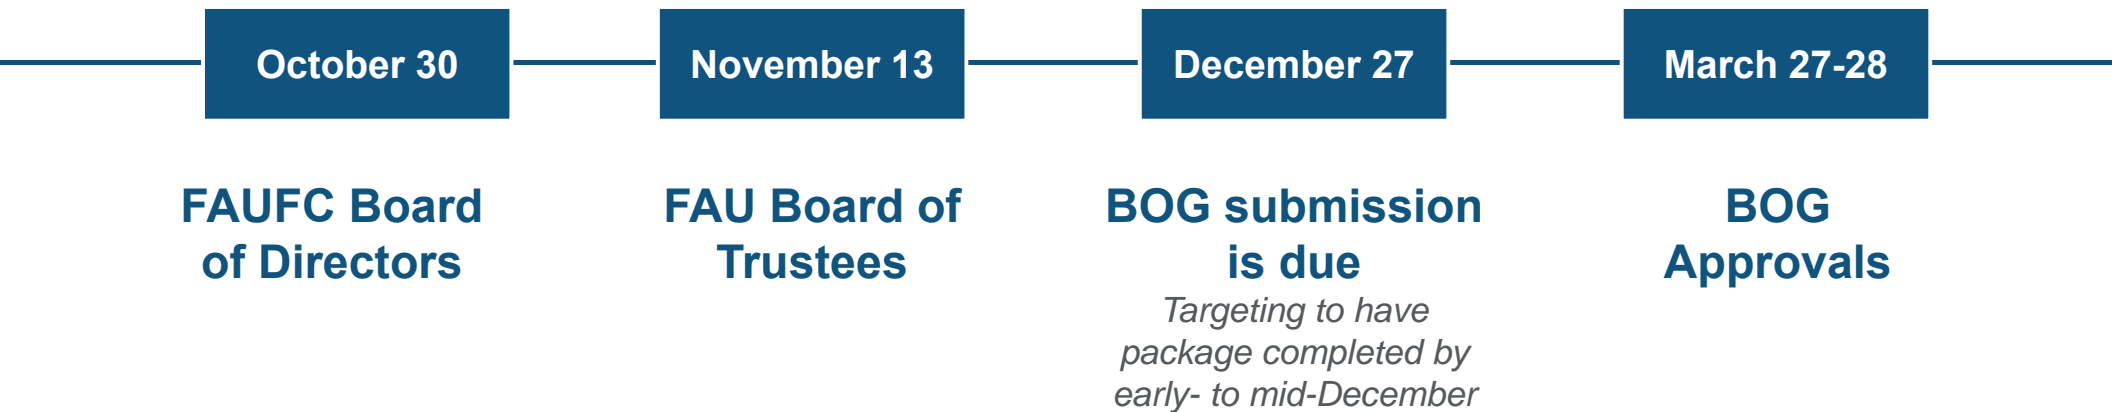 October 30
November 13
December 27
March 27-28
FAUFC Board
of Directors
FAU Board of
Trustees
BOG submission
is due
Targeting to have
package completed by
early- to mid-December
BOG
Approvals